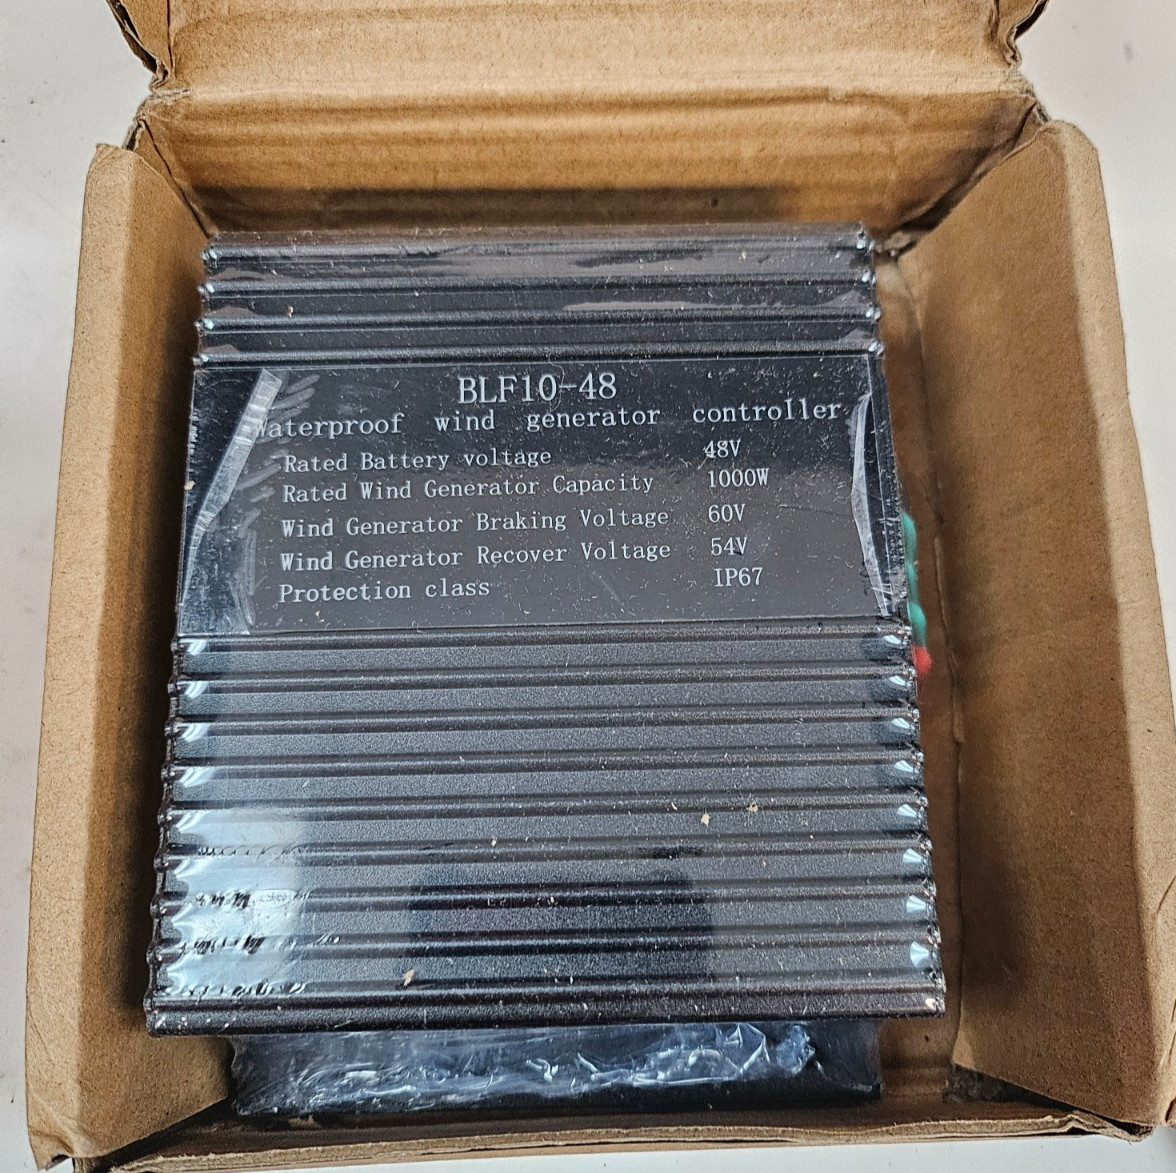 BLF10-48
Waterproof wind generator controller
Rated Battery voltage 48V
Rated Wind Generator Capacity 1000W
Wind Generator Braking Voltage 60V
Wind Generator Recover Voltage 54V
Protection class IP67